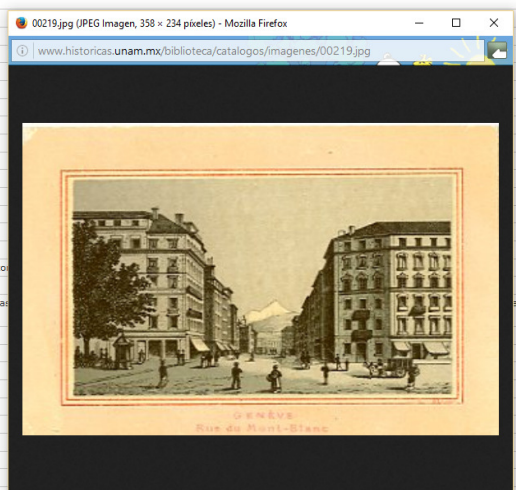 00219.jpg (JPEG Imagen, 358 × 234 píxeles) - Mozilla Firefox
www.historicas.unam.mx/biblioteca/catalogos/imagenes/00219.jpg
GENÈVE
Rue du Mont-Blanc